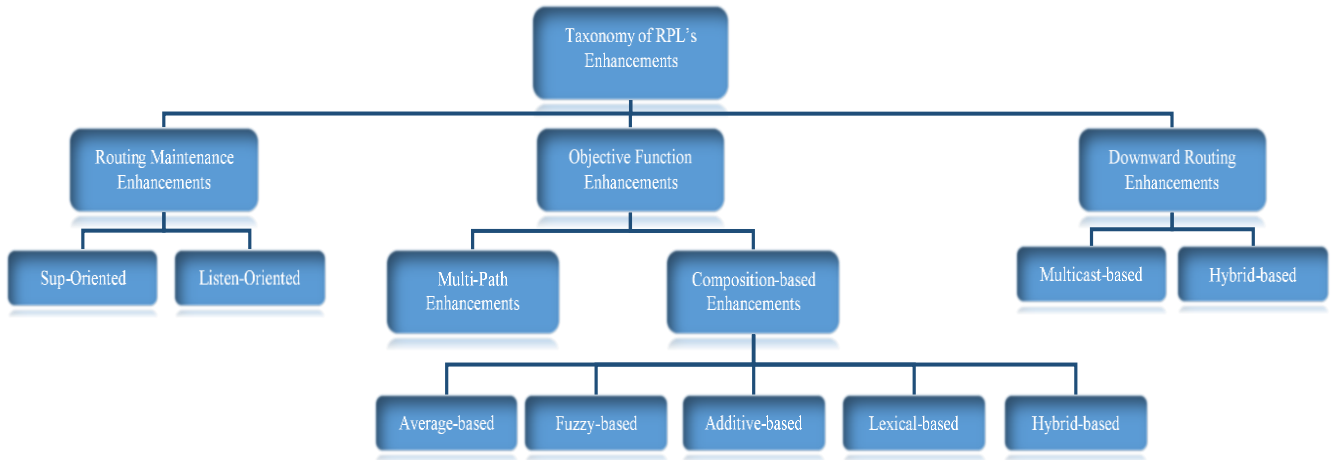 Taxonomy of RPL's
Enhancements
Routing Maintenance
Enhancements
Objective Function
Enhancements
Downward Routing
Enhancements
Sup-Oriented
Listen-Oriented
Multi-Path
Enhancements
Composition-based
Enhancements
Multicast-based
Hybrid-based
Average-based
Fuzzy-based
Additive-based
Lexical-based
Hybrid-based